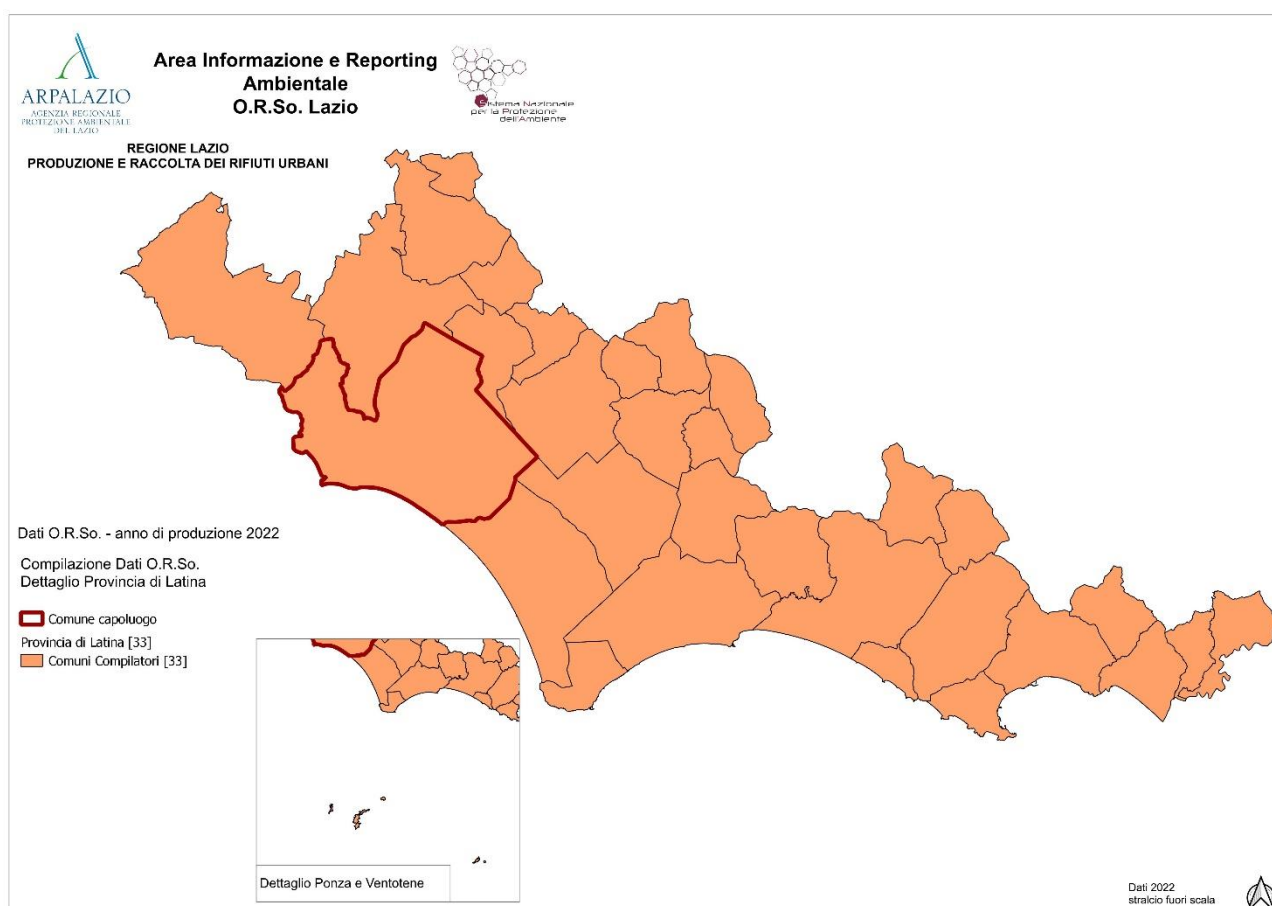 ARPALAZIO
AGENZIA REGIONALE
PROTEZIONE AMBIENTALE
DEL LAZIO
Area Informazione e Reporting
Ambientale
O.R.So. Lazio
Sistema Nazionale
per la Protezione
dell'Ambiente
REGIONE LAZIO
PRODUZIONE E RACCOLTA DEI RIFIUTI URBANI
Dati O.R.So. - anno di produzione 2022
Compilazione Dati O.R.So.
Dettaglio Provincia di Latina
Comune capoluogo
Provincia di Latina [33]
Comuni Compilatori [33]
Dettaglio Ponza e Ventotene
Dati 2022
stralcio fuori scala